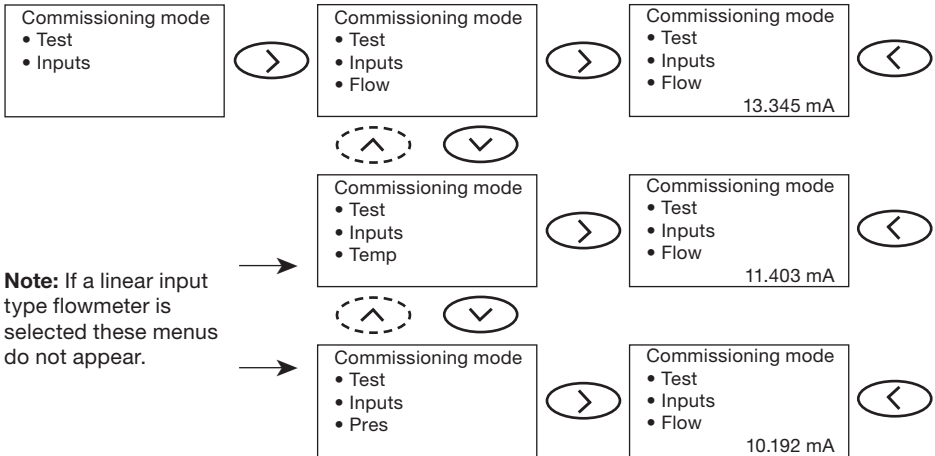 Commissioning mode
• Test
• Inputs
Commissioning mode
• Test
• Inputs
• Flow
Commissioning mode
• Test
• Inputs
• Flow
13.345 mA
Commissioning mode
• Test
• Inputs
• Temp
Commissioning mode
• Test
• Inputs
• Flow
11.403 mA
Note: If a linear input
type flowmeter is
selected these menus
do not appear.
Commissioning mode
• Test
• Inputs
• Pres
Commissioning mode
• Test
• Inputs
• Flow
10.192 mA